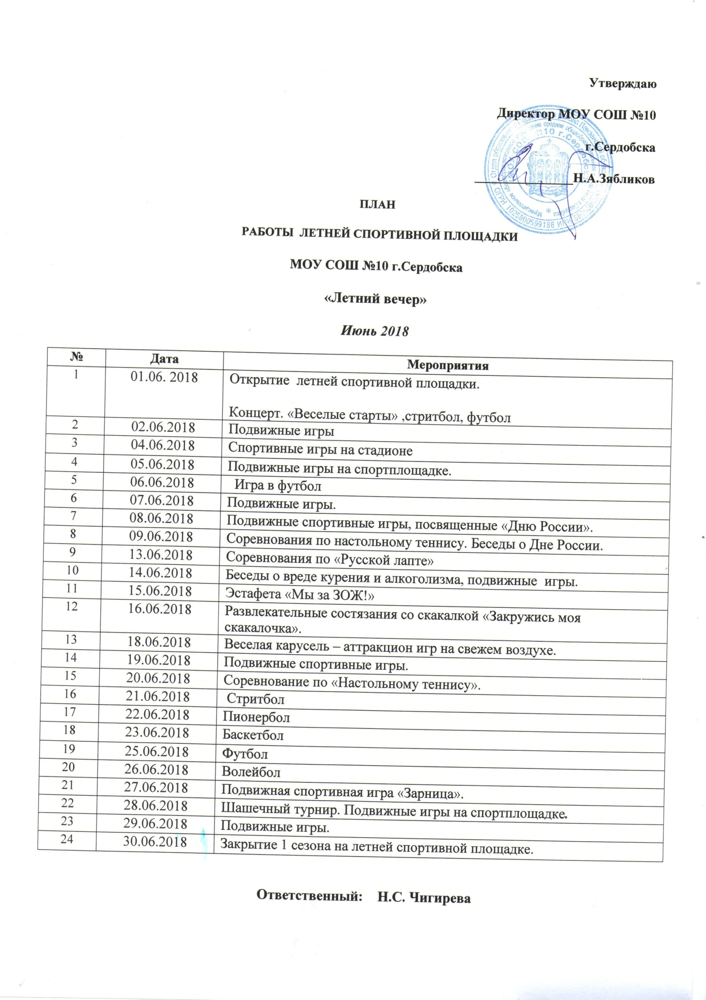 Утверждаю
Директор МОУ СОШ №10
г.Сердобска
Н.А.Зябликов
ПЛАН
РАБОТЫ ЛЕТНЕЙ СПОРТИВНОЙ ПЛОЩАДКИ
МОУ СОШ №10 г.Сердобска
«Летний вечер»
Июнь 2018
№ Дата Мероприятия
1 01.06. 2018 Открытие летней спортивной площадки.
Концерт. «Веселые старты» ,стритбол, футбол
2 02.06.2018 Подвижные игры
3 04.06.2018 Спортивные игры на стадионе
4 05.06.2018 Подвижные игры на спортплощадке.
5 06.06.2018 Игра в футбол
6 07.06.2018 Подвижные игры.
7 08.06.2018 Подвижные спортивные игры, посвященные «Дню России».
8 09.06.2018 Соревнования по настольному теннису. Беседы о Дне России.
9 13.06.2018 Соревнования по «Русской лапте»
10 14.06.2018 Беседы о вреде курения и алкоголизма, подвижные игры.
11 15.06.2018 Эстафета «Мы за ЗОЖ!»
12 16.06.2018 Развлекательные состязания со скакалкой «Закружись моя
скакалочка».
13 18.06.2018 Веселая карусель – аттракцион игр на свежем воздухе.
14 19.06.2018 Подвижные спортивные игры.
15 20.06.2018 Соревнование по «Настольному теннису».
16 21.06.2018 Стритбол
17 22.06.2018 Пионербол
18 23.06.2018 Баскетбол
19 25.06.2018 Футбол
20 26.06.2018 Волейбол
21 27.06.2018 Подвижная спортивная игра «Зарница».
22 28.06.2018 Шашечный турнир. Подвижные игры на спортплощадке.
23 29.06.2018 Подвижные игры.
24 30.06.2018 Закрытие 1 сезона на летней спортивной площадке.
Ответственный: Н.С. Чигирева
ОГРН 1025800599186 ИНН